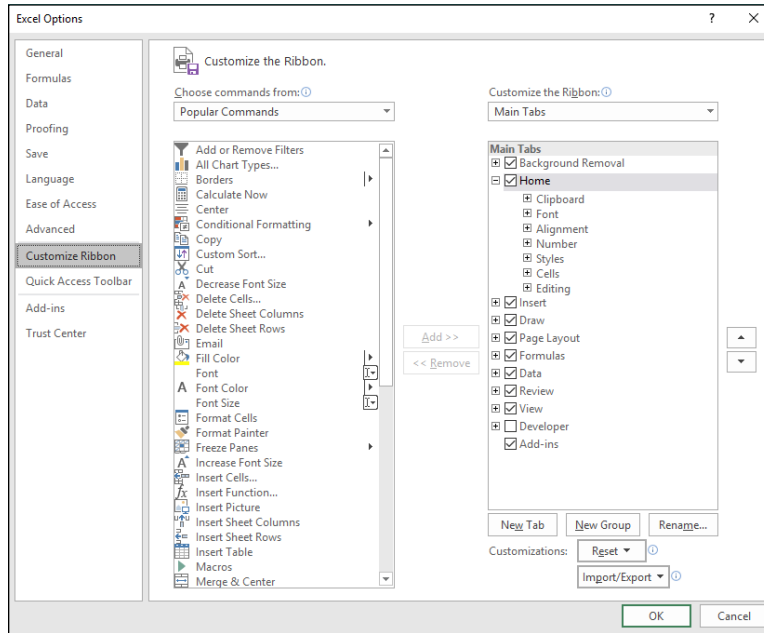 Excel Options
?
General
Formulas
Data
Proofing
Save
Language
Ease of Access
Advanced
Customize Ribbon
Quick Access Toolbar
Add-ins
Trust Center
Customize the Ribbon.
Choose commands from:
Popular Commands
Add or Remove Filters
All Chart Types...
Borders
Calculate Now
Center
Conditional Formatting
Copy
Custom Sort...
Cut
Decrease Font Size
Delete Cells...
Delete Sheet Columns
Delete Sheet Rows
Email
Fill Color
Font
Font Color
Font Size
Format Cells
Format Painter
Freeze Panes
Increase Font Size
Insert Cells...
Insert Function...
Insert Picture
Insert Sheet Columns
Insert Sheet Rows
Insert Table
Macros
Merge & Center
Add >>
<< Remove
Customize the Ribbon:
Main Tabs
Main Tabs
Background Removal
Home
Clipboard
Font
Alignment
Number
Styles
Cells
Editing
Insert
Draw
Page Layout
Formulas
Data
Review
View
Developer
Add-ins
New Tab
New Group
Rename...
Customizations:
Reset
Import/Export
OK
Cancel